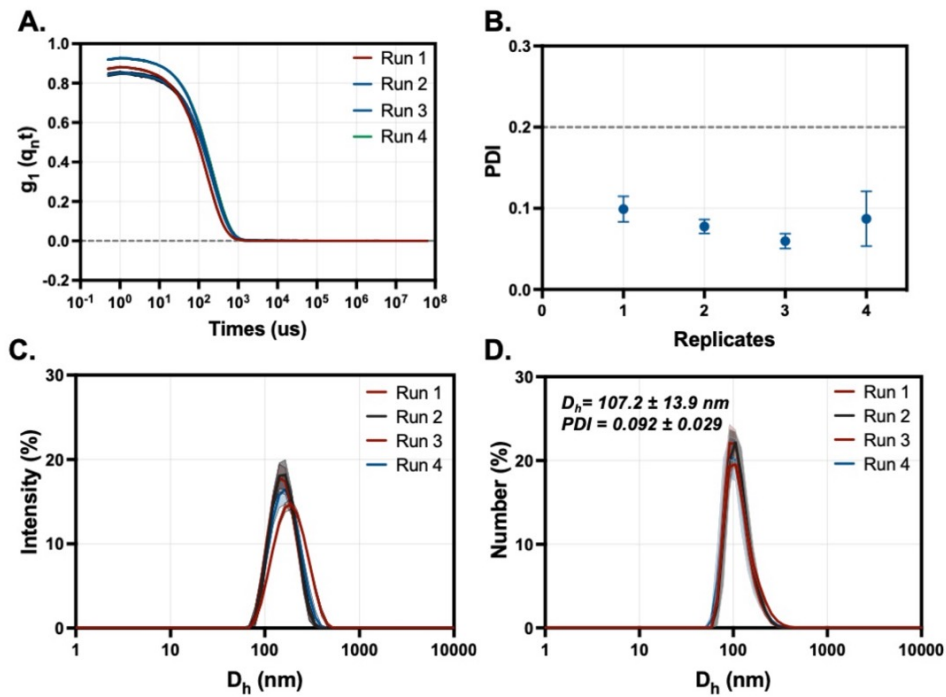 A.
1.0
0.8
0.6
0.4
0.2
0.0
-0.2
g₁ (qₙt)
10⁻¹ 10⁰ 10¹ 10² 10³ 10⁴ 10⁵ 10⁶ 10⁷ 10⁸
Times (us)
Run 1
Run 2
Run 3
Run 4
B.
0.3
0.2
0.1
0.0
PDI
0 1 2 3 4
Replicates
C.
30
20
10
0
Intensity (%)
1 10 100 1000 10000
Dₕ (nm)
Run 1
Run 2
Run 3
Run 4
D.
30
20
10
0
Number (%)
Dₕ= 107.2 ± 13.9 nm
PDI = 0.092 ± 0.029
1 10 100 1000 10000
Dₕ (nm)
Run 1
Run 2
Run 3
Run 4